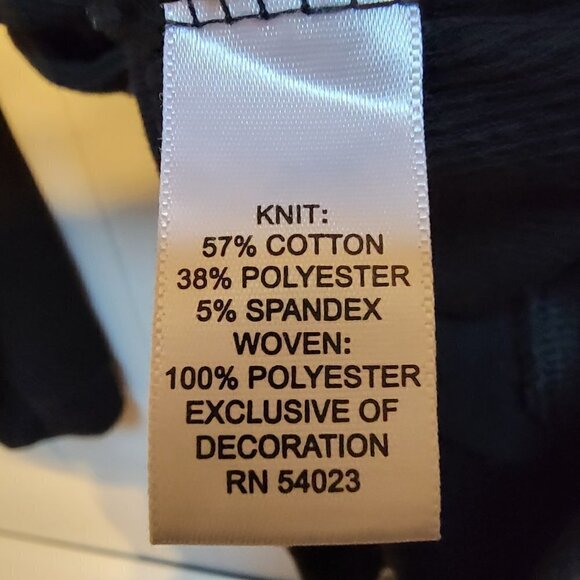 KNIT:
57% COTTON
38% POLYESTER
5% SPANDEX
WOVEN:
100% POLYESTER
EXCLUSIVE OF
DECORATION
RN 54023